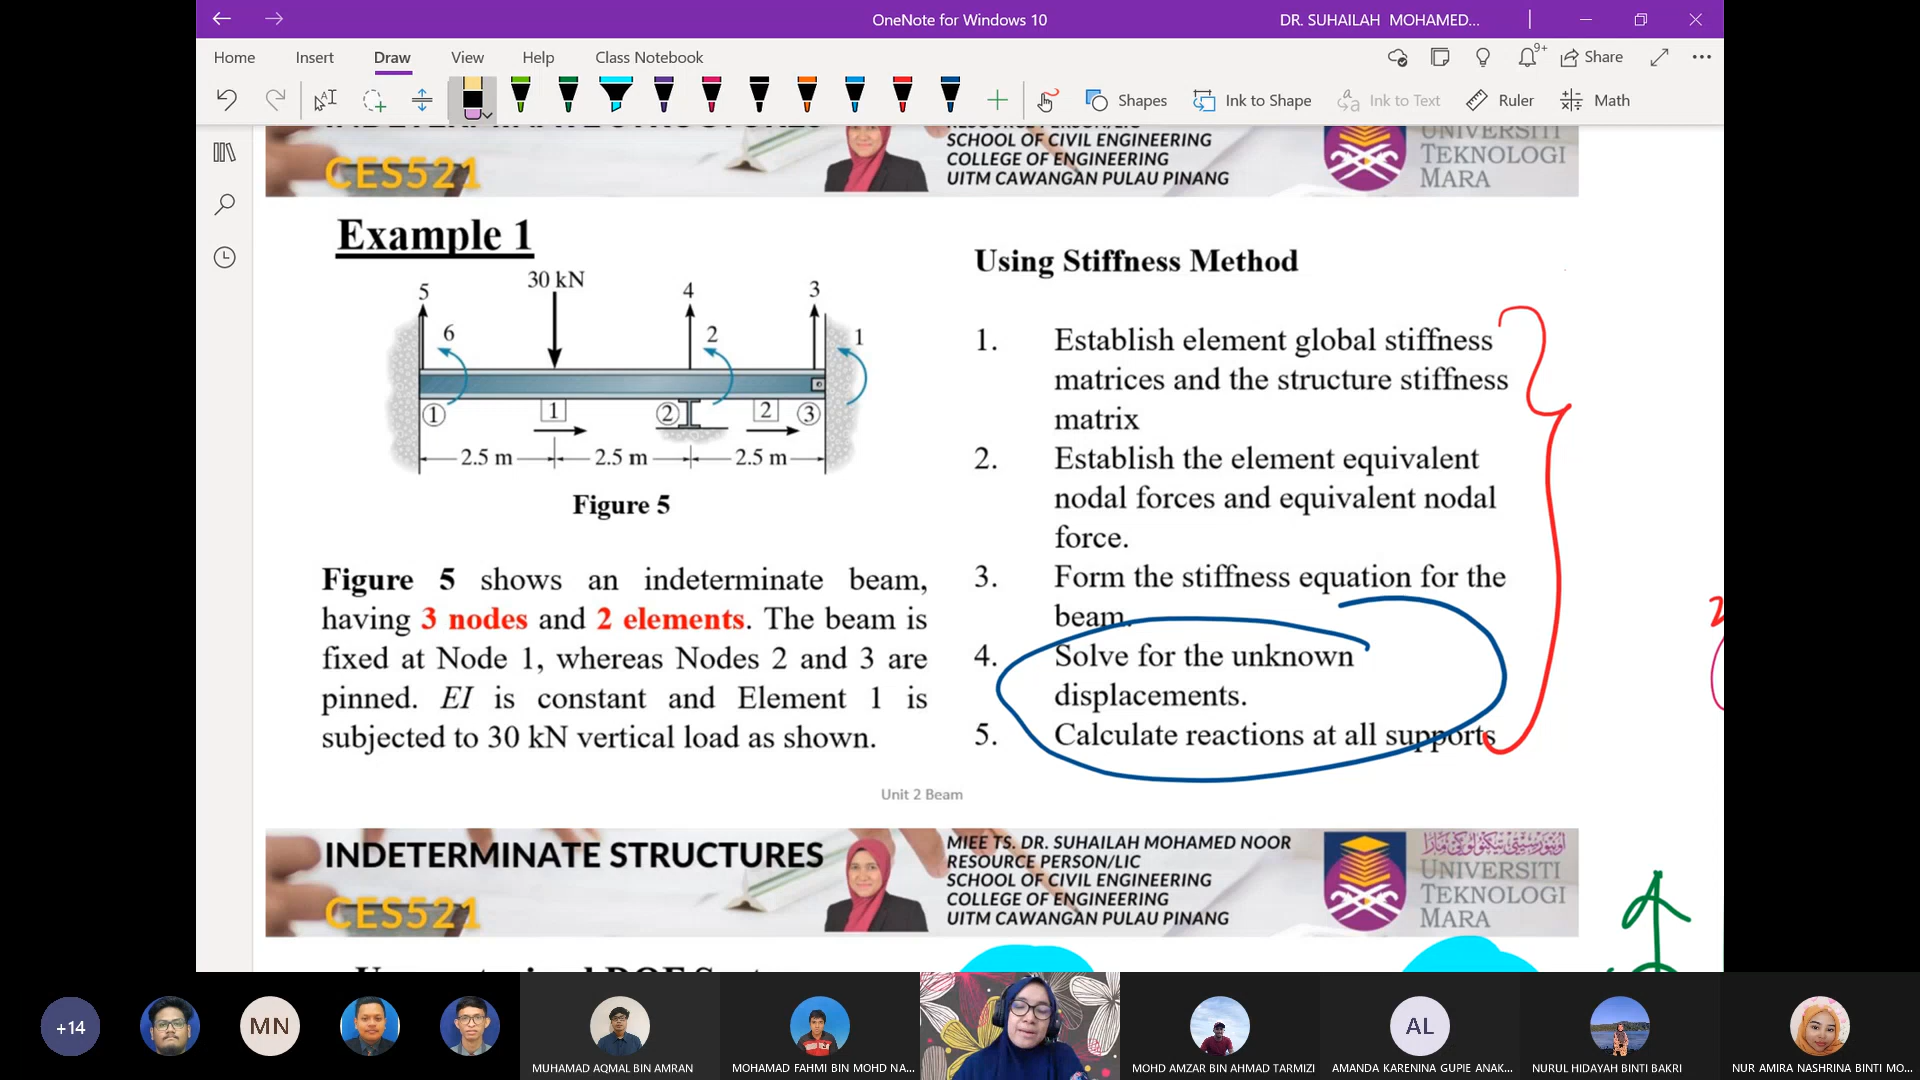 OneNote for Windows 10
DR. SUHAILAH MOHAMED...
Home Insert Draw View Help Class Notebook
9+ Share
Shapes Ink to Shape Ink to Text Ruler Math
INDETERMINATE STRUCTURES
CES521
RESOURCE PERSON/LIC
SCHOOL OF CIVIL ENGINEERING
COLLEGE OF ENGINEERING
UITM CAWANGAN PULAU PINANG
UNIVERSITI
TEKNOLOGI
MARA
Example 1
30 kN
5 4 3
6 2 1
1 1 2 2 3
2.5 m 2.5 m 2.5 m
Figure 5
Figure 5 shows an indeterminate beam,
having 3 nodes and 2 elements. The beam is
fixed at Node 1, whereas Nodes 2 and 3 are
pinned. EI is constant and Element 1 is
subjected to 30 kN vertical load as shown.
Using Stiffness Method
1. Establish element global stiffness
matrices and the structure stiffness
matrix
2. Establish the element equivalent
nodal forces and equivalent nodal
force.
3. Form the stiffness equation for the
beam.
4. Solve for the unknown
displacements.
5. Calculate reactions at all supports
Unit 2 Beam
INDETERMINATE STRUCTURES
CES521
MIEE TS. DR. SUHAILAH MOHAMED NOOR
RESOURCE PERSON/LIC
SCHOOL OF CIVIL ENGINEERING
COLLEGE OF ENGINEERING
UITM CAWANGAN PULAU PINANG
UNIVERSITI
TEKNOLOGI
MARA
+14
MN
AL
MUHAMAD AQMAL BIN AMRAN
MOHAMAD FAHMI BIN MOHD NA...
MOHD AMZAR BIN AHMAD TARMIZI
AMANDA KARENINA GUPIE ANAK...
NURUL HIDAYAH BINTI BAKRI
NUR AMIRA NASHRINA BINTI MO...